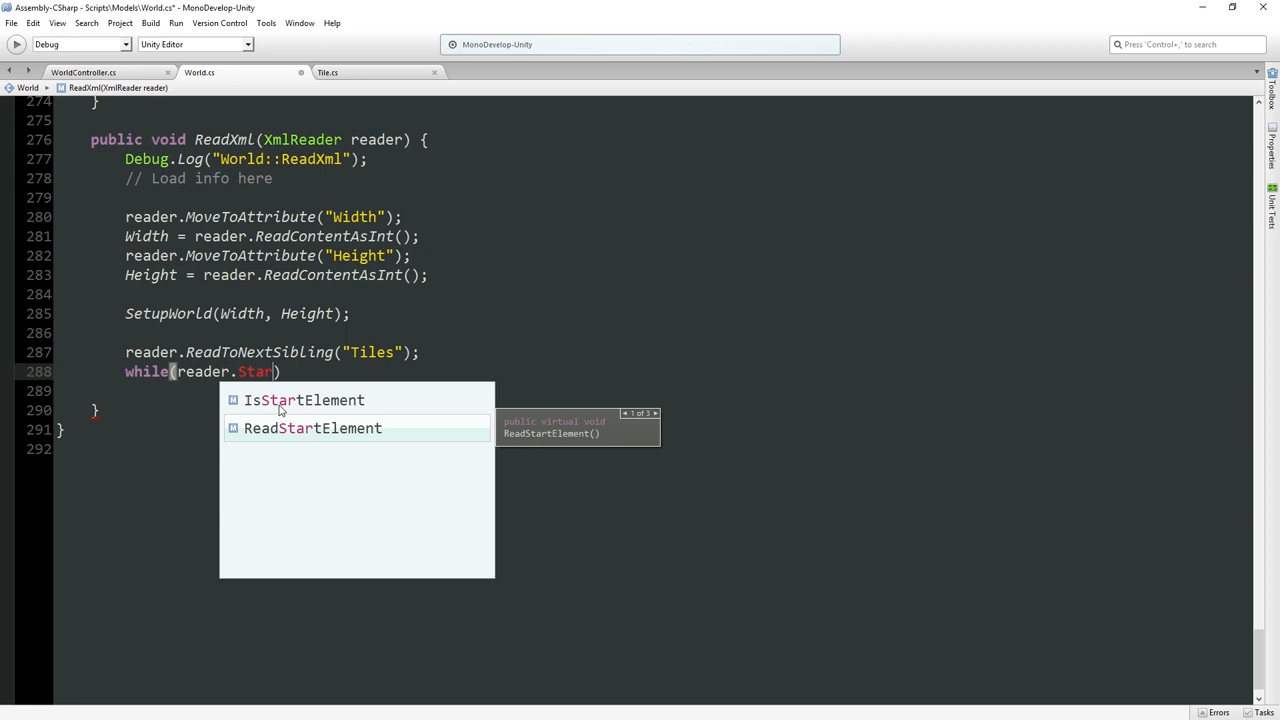 Assembly-CSharp - Scripts\Models\World.cs* - MonoDevelop-Unity
File Edit View Search Project Build Run Version Control Tools Window Help
Debug Unity Editor MonoDevelop-Unity Press 'Control+,' to search
WorldController.cs World.cs Tile.cs
World ReadXml(XmlReader reader)
274 }
275
276 public void ReadXml(XmlReader reader) {
277 Debug.Log("World::ReadXml");
278 // Load info here
279
280 reader.MoveToAttribute("Width");
281 Width = reader.ReadContentAsInt();
282 reader.MoveToAttribute("Height");
283 Height = reader.ReadContentAsInt();
284
285 SetupWorld(Width, Height);
286
287 reader.ReadToNextSibling("Tiles");
288 while(reader.Star)
289
290 }
291 }
292
M IsStartElement
M ReadStartElement
1 of 3
public virtual void
ReadStartElement()
Toolbox
Properties
Unit Tests
Errors Tasks